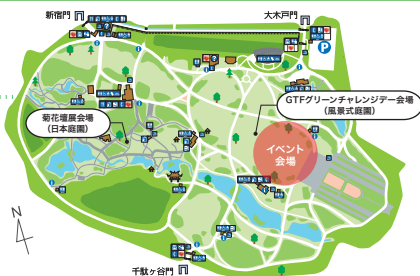 新宿門
大木戸門
P
菊花壇展会場
（日本庭園）
GTFグリーンチャレンジデー会場
（風景式庭園）
イベント
会場
N
千駄ヶ谷門